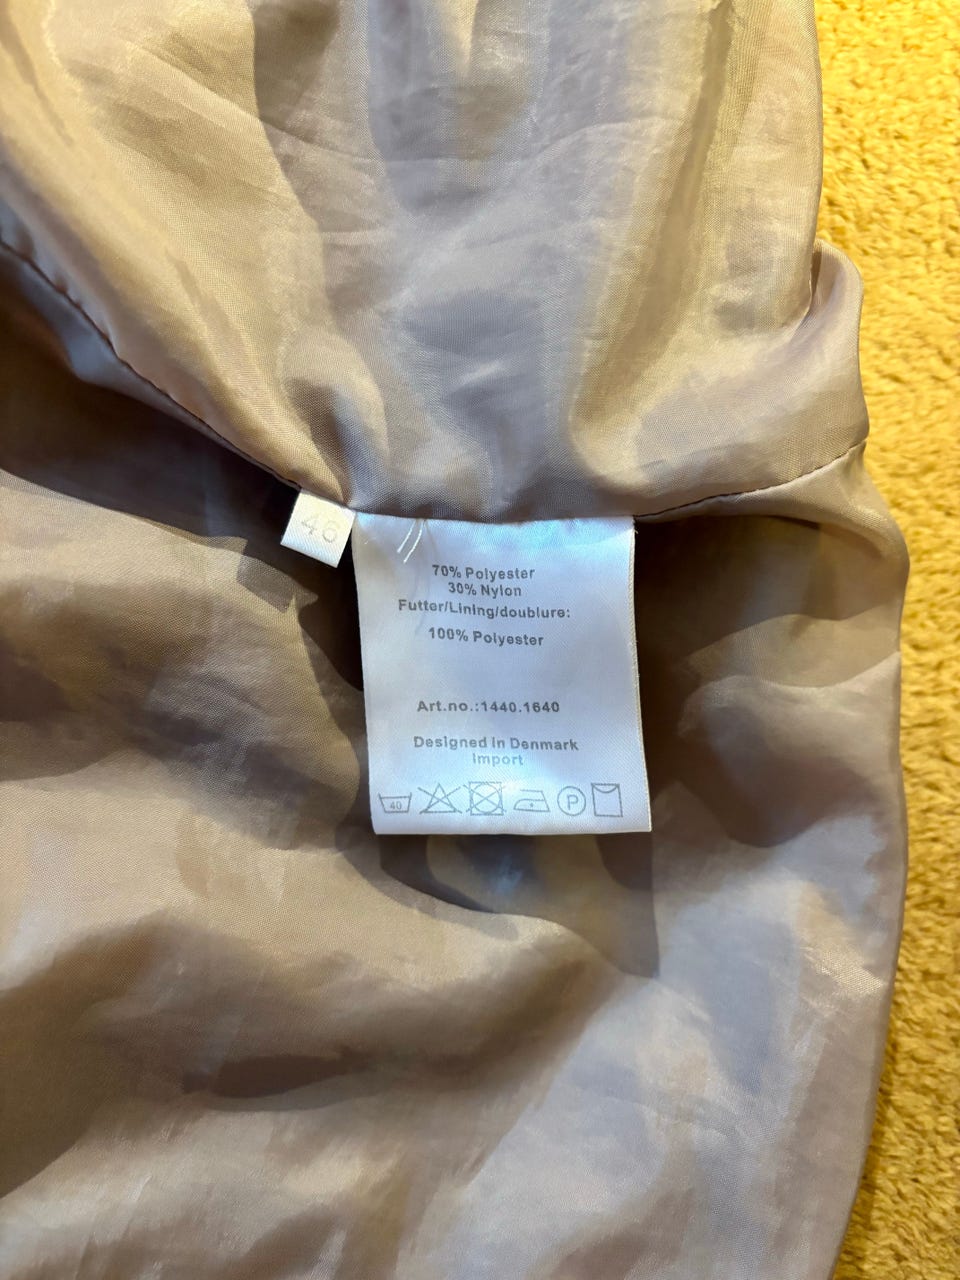 46
70% Polyester
30% Nylon
Futter/Lining/doublure:
100% Polyester
Art.no.:1440.1640
Designed in Denmark
Import
40
P